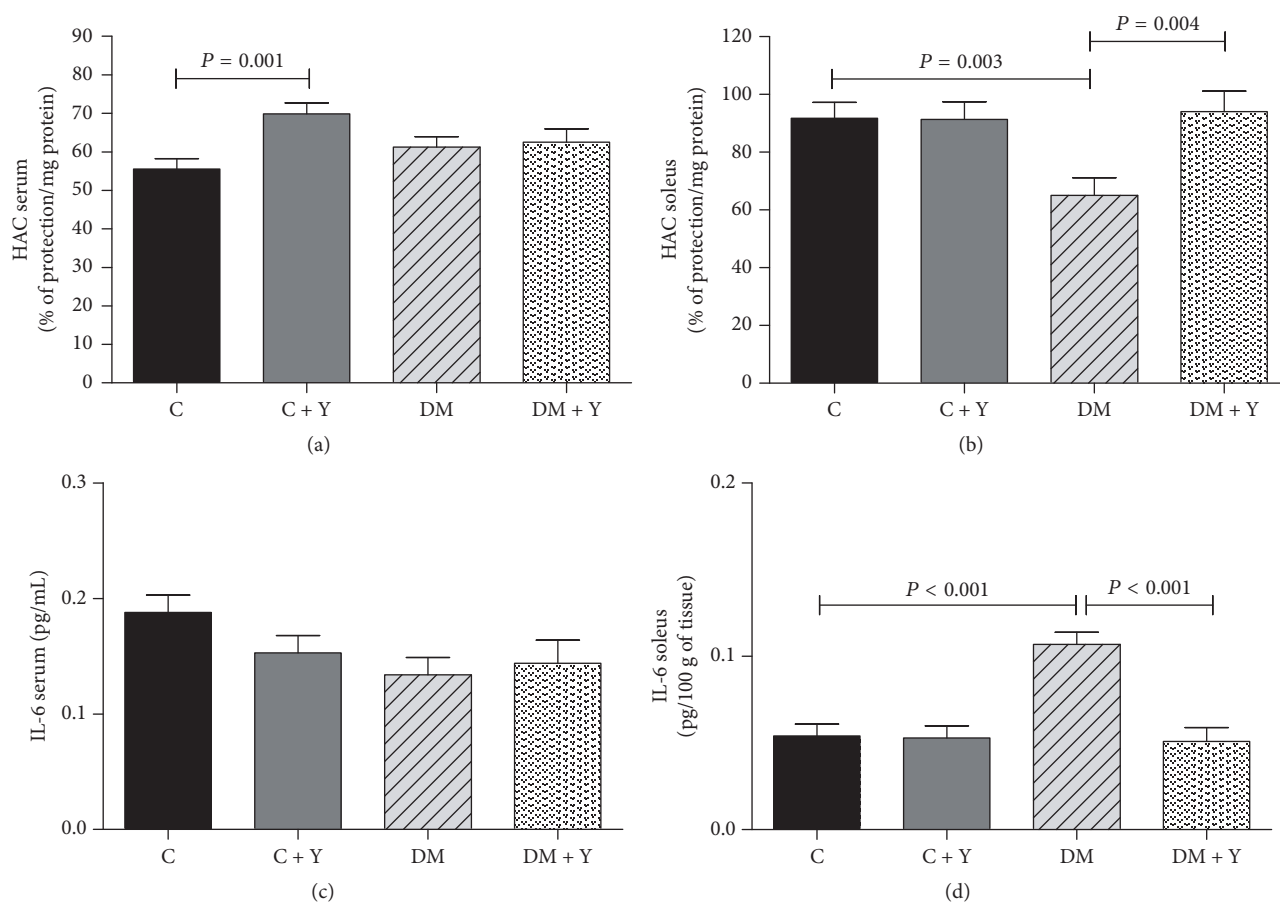 HAC serum
(% of protection/mg protein)
90
80
70
60
50
40
30
20
10
0
P = 0.001
C
C + Y
DM
DM + Y
(a)
HAC soleus
(% of protection/mg protein)
120
100
80
60
40
20
0
P = 0.003
P = 0.004
C
C + Y
DM
DM + Y
(b)
IL-6 serum (pg/mL)
0.3
0.2
0.1
0.0
C
C + Y
DM
DM + Y
(c)
IL-6 soleus
(pg/100 g of tissue)
0.2
0.1
0.0
P < 0.001
P < 0.001
C
C + Y
DM
DM + Y
(d)